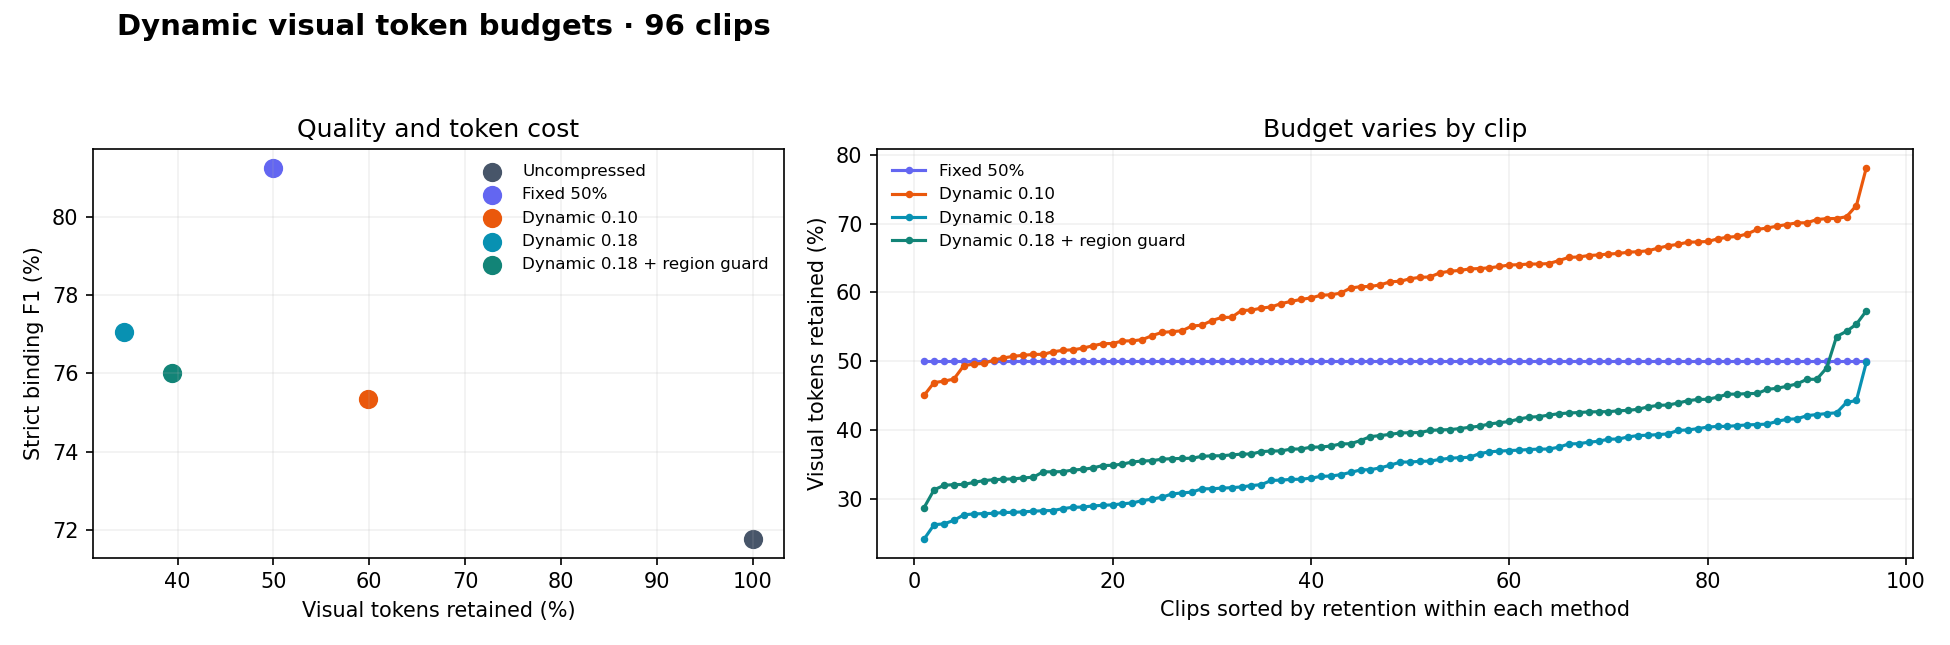 Dynamic visual token budgets · 96 clips
Quality and token cost
Strict binding F1 (%)
80
78
76
74
72
Uncompressed
Fixed 50%
Dynamic 0.10
Dynamic 0.18
Dynamic 0.18 + region guard
40 50 60 70 80 90 100
Visual tokens retained (%)
Budget varies by clip
Visual tokens retained (%)
80
70
60
50
40
30
Fixed 50%
Dynamic 0.10
Dynamic 0.18
Dynamic 0.18 + region guard
0 20 40 60 80 100
Clips sorted by retention within each method